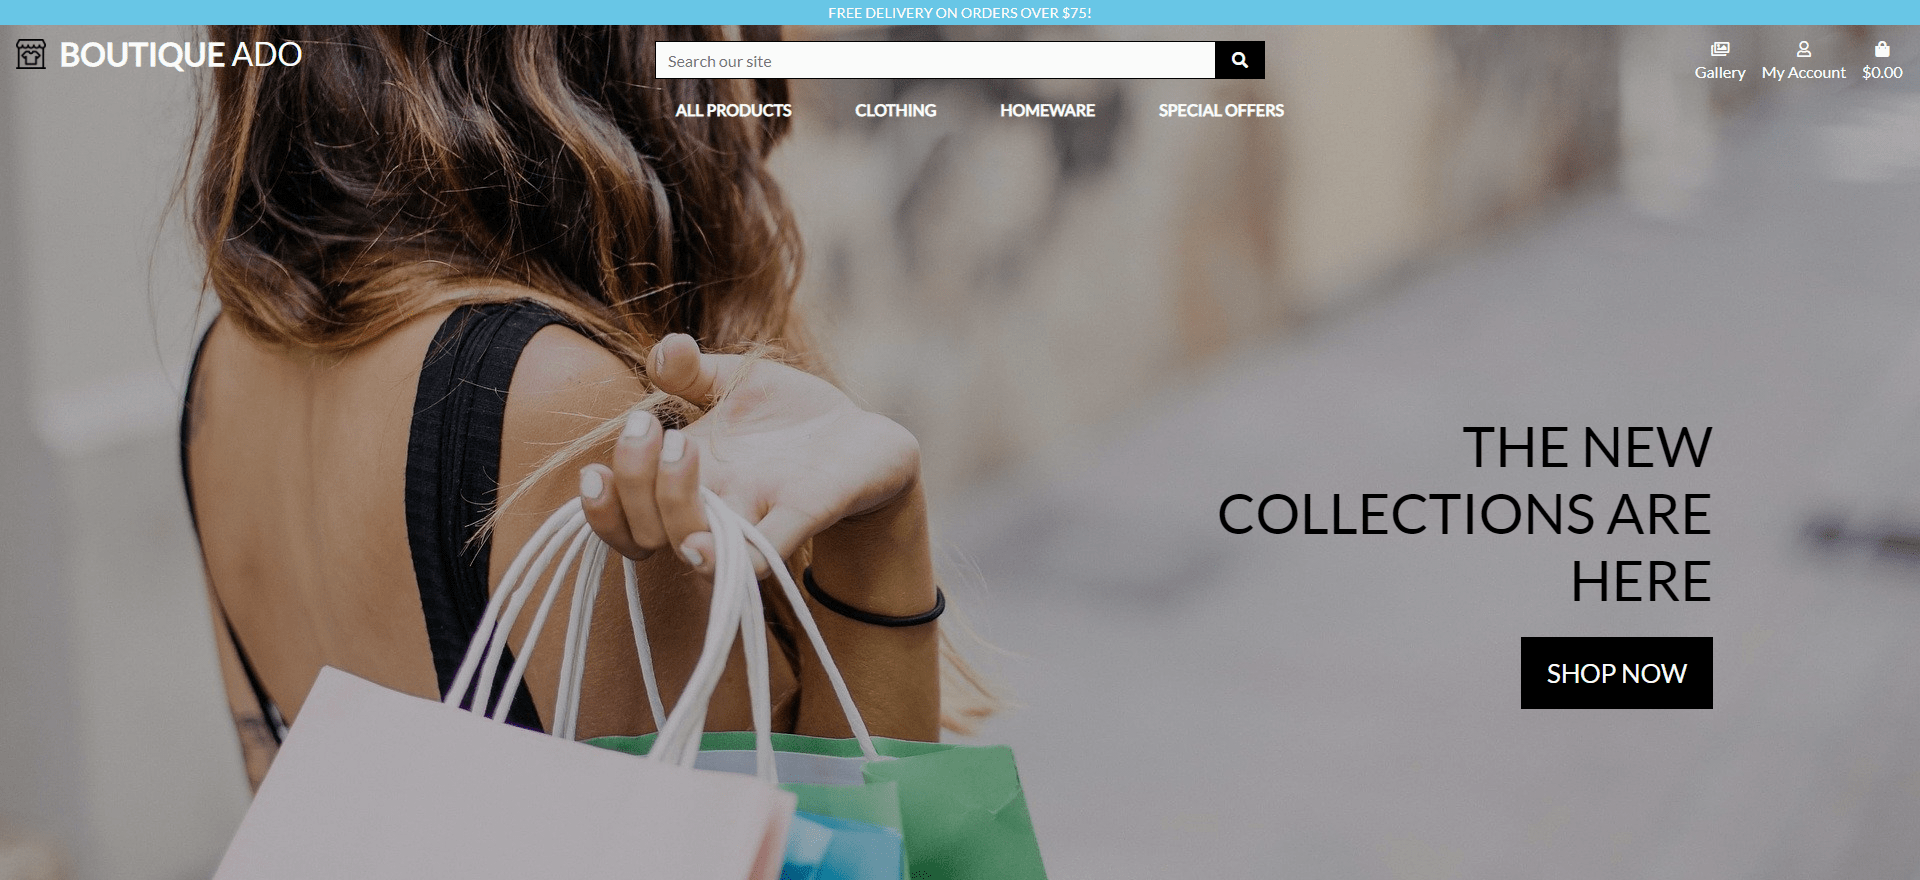 FREE DELIVERY ON ORDERS OVER $75!
BOUTIQUE ADO
Search our site
Gallery
My Account
$0.00
ALL PRODUCTS
CLOTHING
HOMEWARE
SPECIAL OFFERS
THE NEW
COLLECTIONS ARE
HERE
SHOP NOW